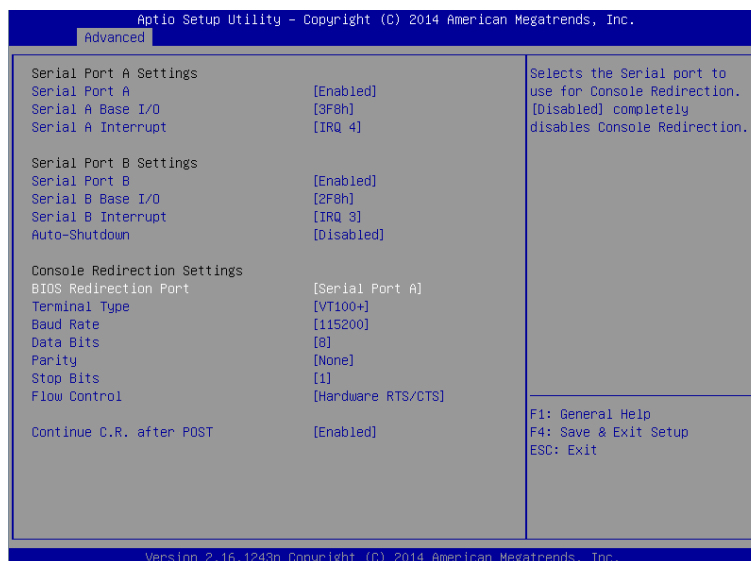 Aptio Setup Utility – Copyright (C) 2014 American Megatrends, Inc.
Advanced
Serial Port A Settings
Serial Port A [Enabled]
Serial A Base I/O [3F8h]
Serial A Interrupt [IRQ 4]
Serial Port B Settings
Serial Port B [Enabled]
Serial B Base I/O [2F8h]
Serial B Interrupt [IRQ 3]
Auto-Shutdown [Disabled]
Console Redirection Settings
BIOS Redirection Port [Serial Port A]
Terminal Type [VT100+]
Baud Rate [115200]
Data Bits [8]
Parity [None]
Stop Bits [1]
Flow Control [Hardware RTS/CTS]
Continue C.R. after POST [Enabled]
Selects the Serial port to
use for Console Redirection.
[Disabled] completely
disables Console Redirection.
F1: General Help
F4: Save & Exit Setup
ESC: Exit
Version 2.16.1243n Copyright (C) 2014 American Megatrends, Inc.